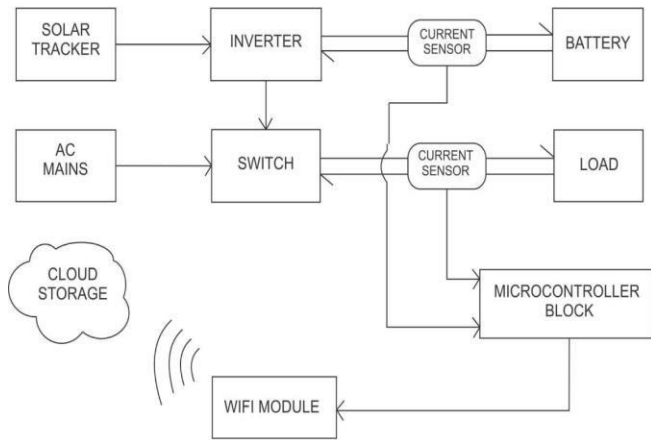 SOLAR
TRACKER
INVERTER
CURRENT
SENSOR
BATTERY
AC
MAINS
SWITCH
CURRENT
SENSOR
LOAD
CLOUD
STORAGE
MICROCONTROLLER
BLOCK
WIFI MODULE